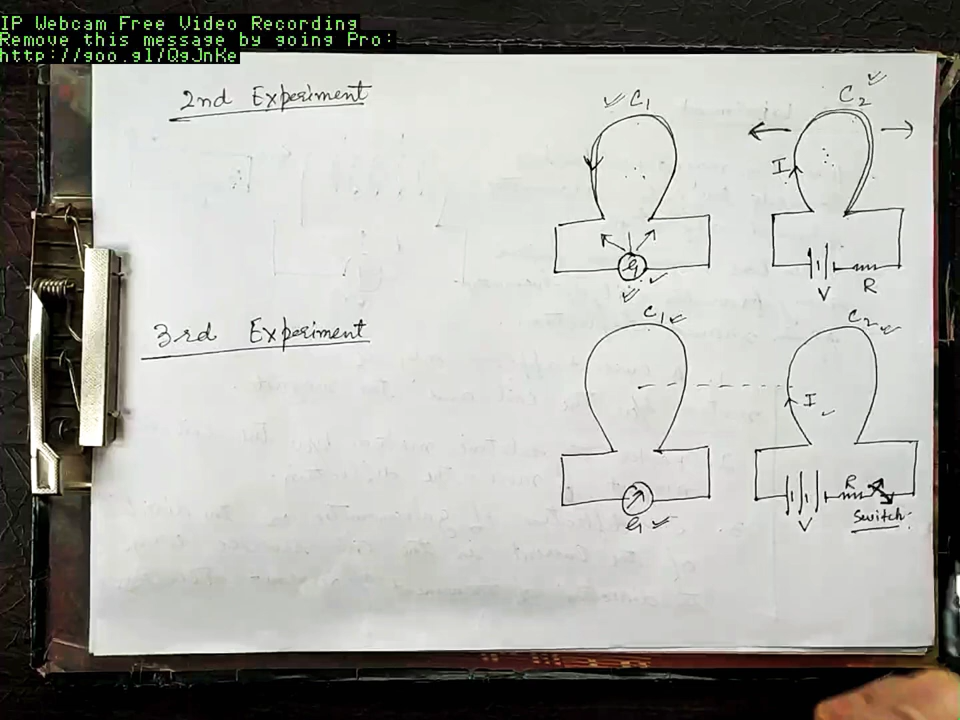 IP Webcam Free Video Recording
Remove this message by going Pro:
http://goo.gl/QgJnKe
2nd Experiment
C1
C2
I
G
V
R
3rd Experiment
C1
C2
I
R
G
V
Switch